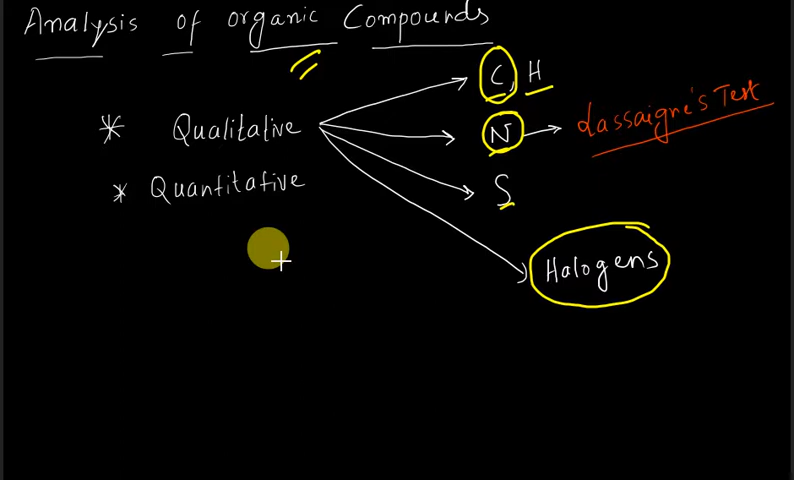 Analysis of organic Compounds
C, H
* Qualitative
N → Lassaigne's Test
* Quantitative
S
Halogens